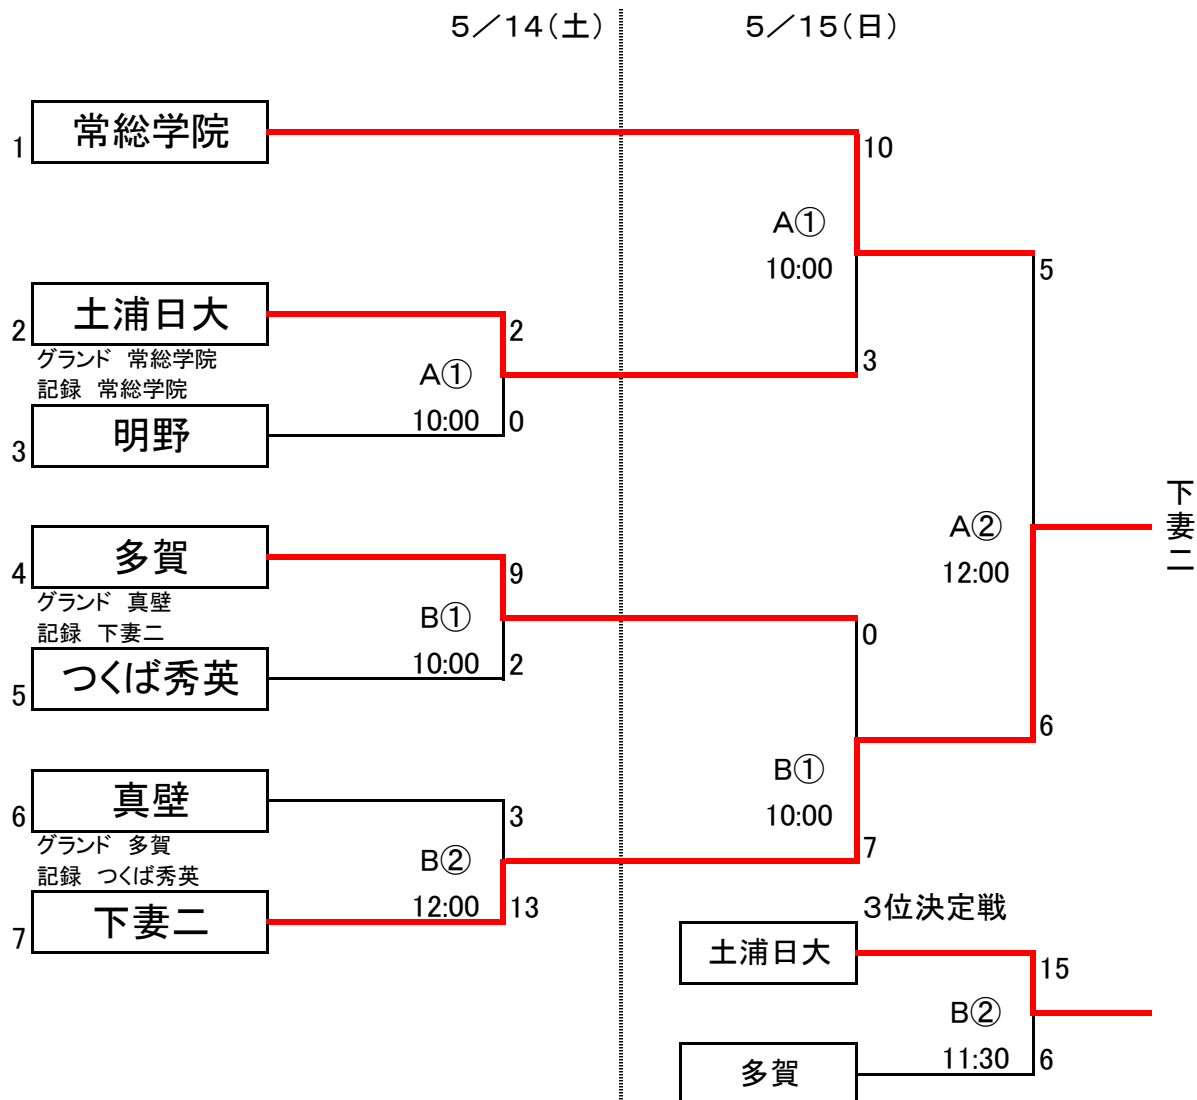 5/14(土)
5/15(日)
1
常総学院
10
A①
10:00
5
2
土浦日大
2
グランド 常総学院
記録 常総学院
A①
10:00
3
0
3
明野
4
多賀
9
グランド 真壁
記録 下妻二
B①
10:00
0
2
5
つくば秀英
A②
12:00
下妻二
6
6
真壁
3
グランド 多賀
記録 つくば秀英
B②
12:00
B①
10:00
7
13
7
下妻二
3位決定戦
土浦日大
15
B②
11:30
6
多賀